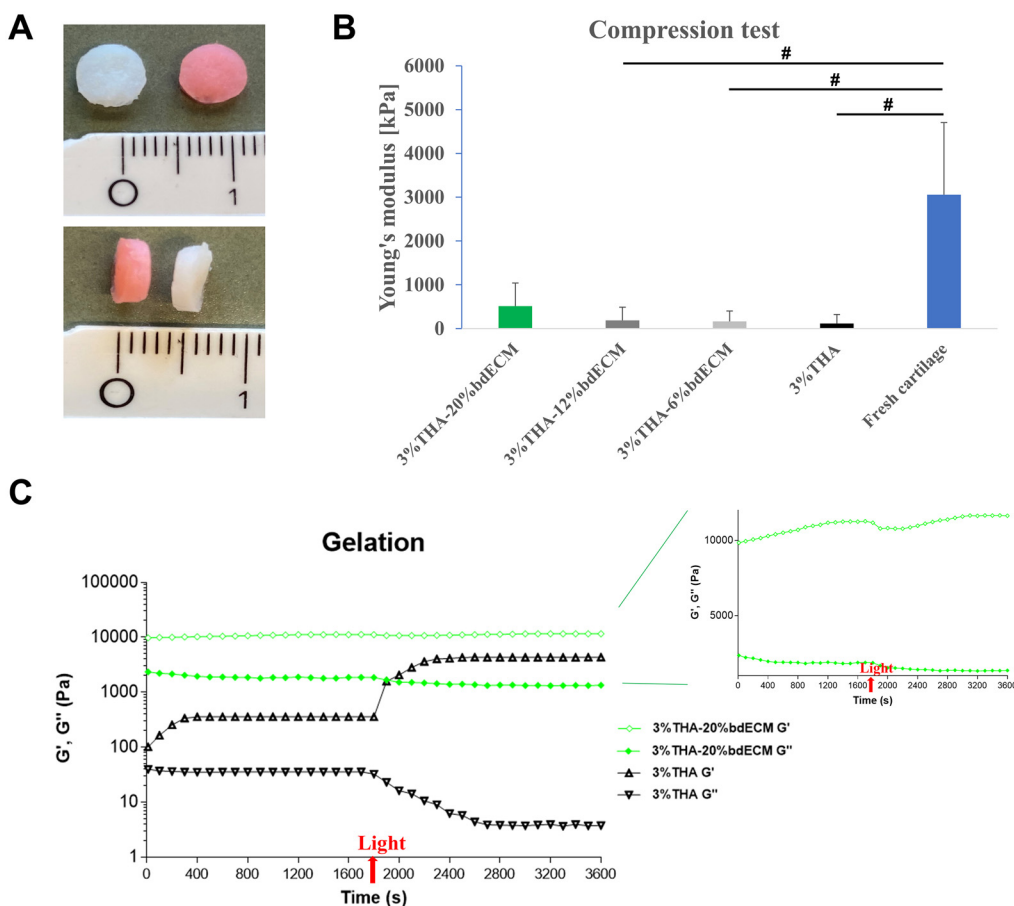 A
0
1
0
1
B
Compression test
Young's modulus [kPa]
6000
5000
4000
3000
2000
1000
0
#
#
#
3%THA-20%bdECM
3%THA-12%bdECM
3%THA-6%bdECM
3%THA
Fresh cartilage
C
Gelation
G', G'' (Pa)
100000
10000
1000
100
10
1
Light
0 400 1200 1600 2000 2400 2800 3200 3600
Time (s)
G', G'' (Pa)
10000
5000
Light
0 400 800 1200 1600 2000 2400 2800 3200 3600
Time (s)
3%THA-20%bdECM G'
3%THA-20%bdECM G''
3%THA G'
3%THA G''